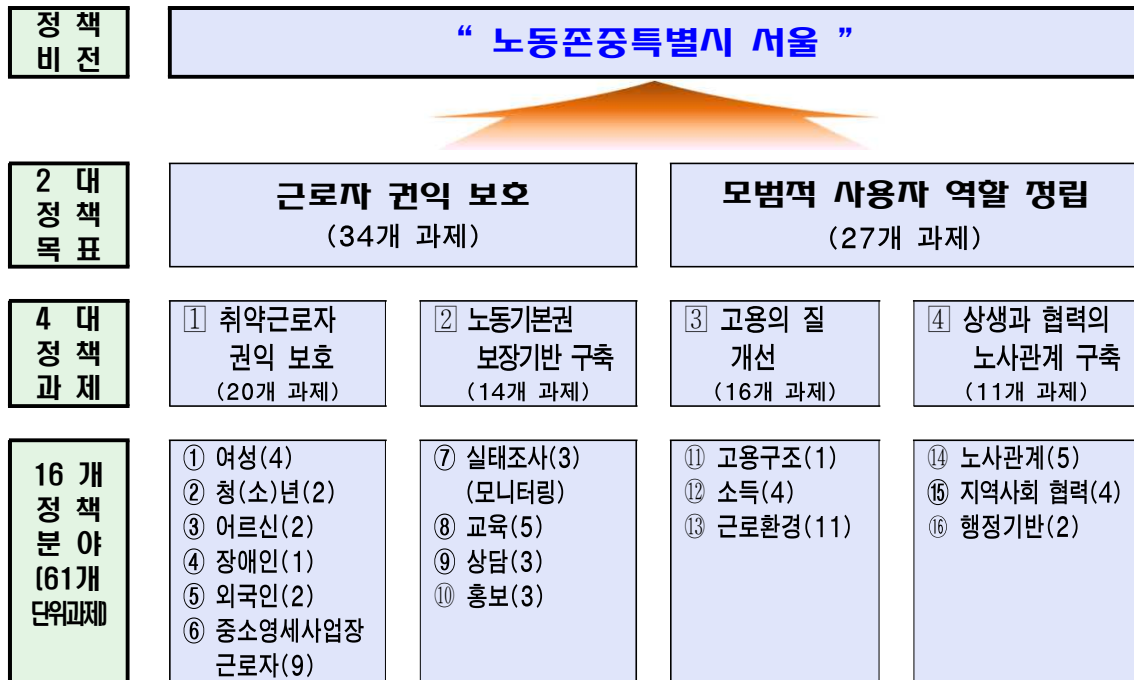 정 책
비 전
“ 노동존중특별시 서울 ”
2 대
정 책
목 표
근로자 권익 보호
(34개 과제)
모범적 사용자 역할 정립
(27개 과제)
4 대
정 책
과 제
1 취약근로자
권익 보호
(20개 과제)
2 노동기본권
보장기반 구축
(14개 과제)
3 고용의 질
개선
(16개 과제)
4 상생과 협력의
노사관계 구축
(11개 과제)
16 개
정 책
분 야
(61개
단위과제)
① 여성(4)
② 청(소)년(2)
③ 어르신(2)
④ 장애인(1)
⑤ 외국인(2)
⑥ 중소영세사업장
근로자(9)
⑦ 실태조사(3)
(모니터링)
⑧ 교육(5)
⑨ 상담(3)
⑩ 홍보(3)
⑪ 고용구조(1)
⑫ 소득(4)
⑬ 근로환경(11)
⑭ 노사관계(5)
⑮ 지역사회 협력(4)
⑯ 행정기반(2)